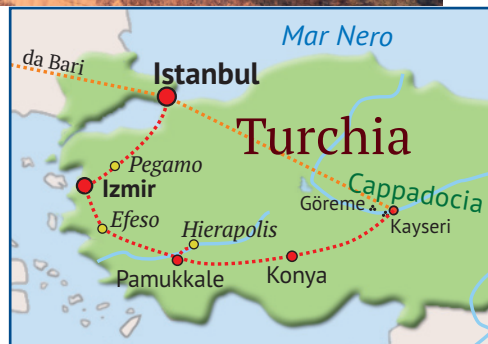 Mar Nero
da Bari
Istanbul
Turchia
Pegamo
Izmir
Cappadocia
Göreme
Kayseri
Efeso
Hierapolis
Pamukkale
Konya